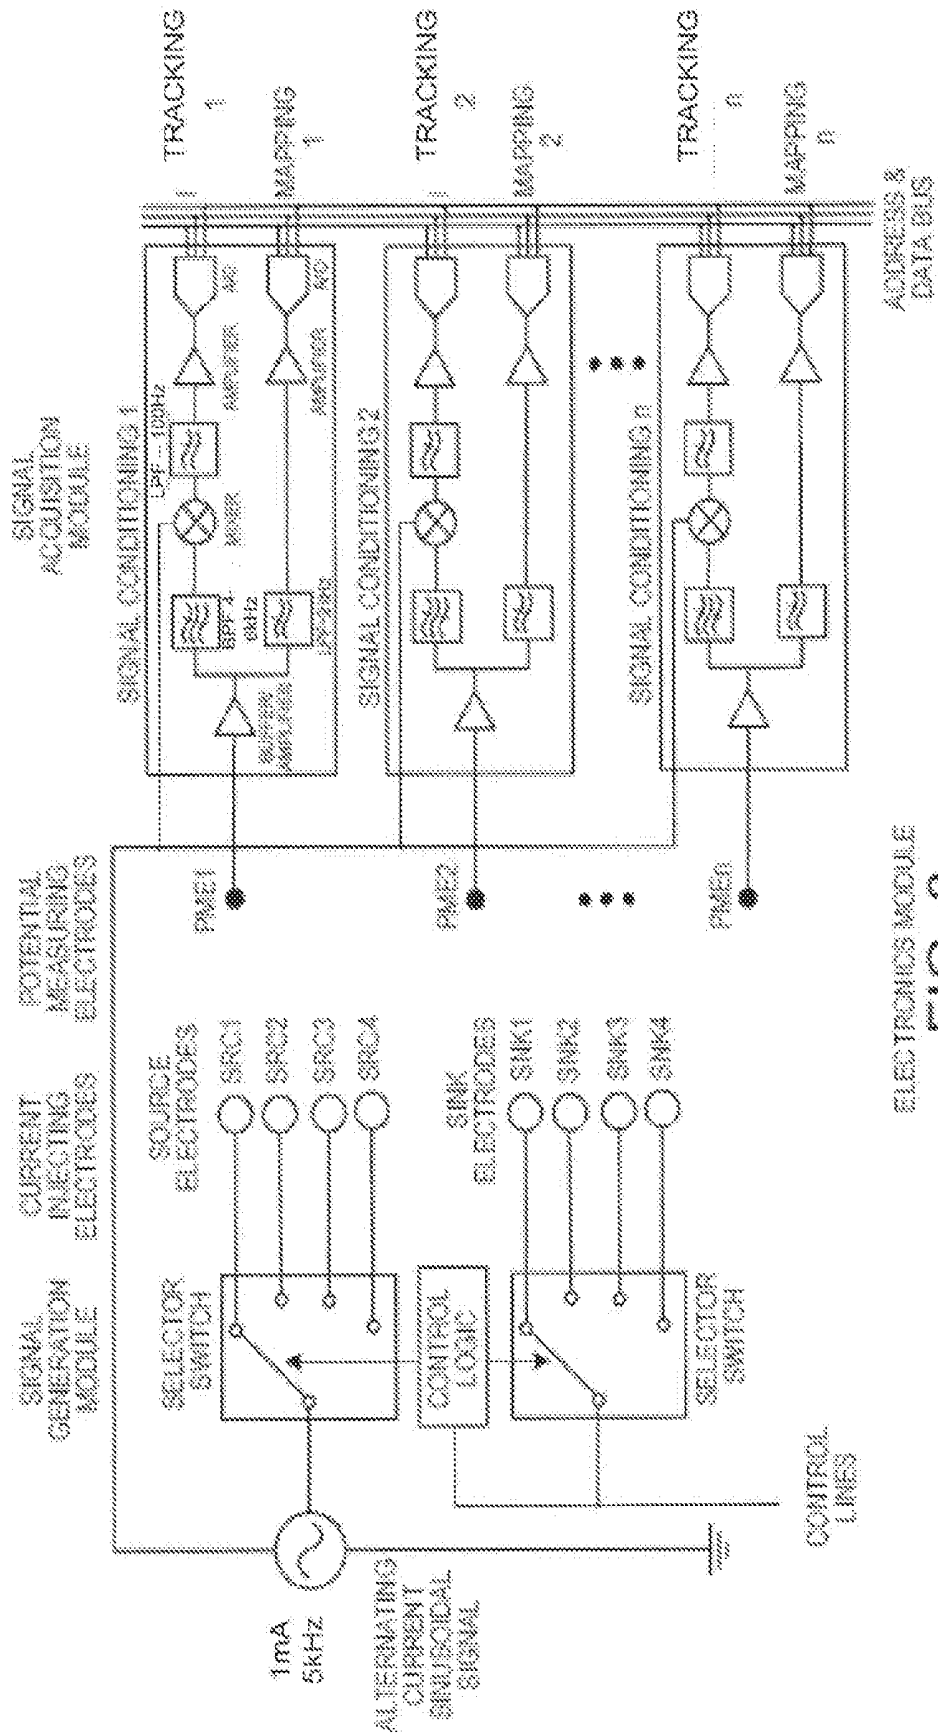 SIGNAL
GENERATION
MODULE
CURRENT
INJECTING
ELECTRODES
POTENTIAL
MEASURING
ELECTRODES
SIGNAL
ACQUISITION
MODULE
1mA
5kHz
ALTERNATING
CURRENT
SINUSOIDAL
SIGNAL
SELECTOR
SWITCH
SOURCE
ELECTRODES
SRC1
SRC2
SRC3
SRC4
CONTROL
LOGIC
SINK
ELECTRODES
SNK1
SNK2
SNK3
SNK4
SELECTOR
SWITCH
CONTROL
LINES
PME1
PME2
PMEn
SIGNAL CONDITIONING 1
LPF - 100Hz
BPF 4-
6kHz
MIXER
AMPLIFIER
A/D
BUFFER
AMPLIFIER
AMPLIFIER
A/D
TRACKING
1
MAPPING
1
SIGNAL CONDITIONING 2
TRACKING
2
MAPPING
2
SIGNAL CONDITIONING n
TRACKING
n
MAPPING
n
ADDRESS &
DATA BUS
ELECTRONICS MODULE